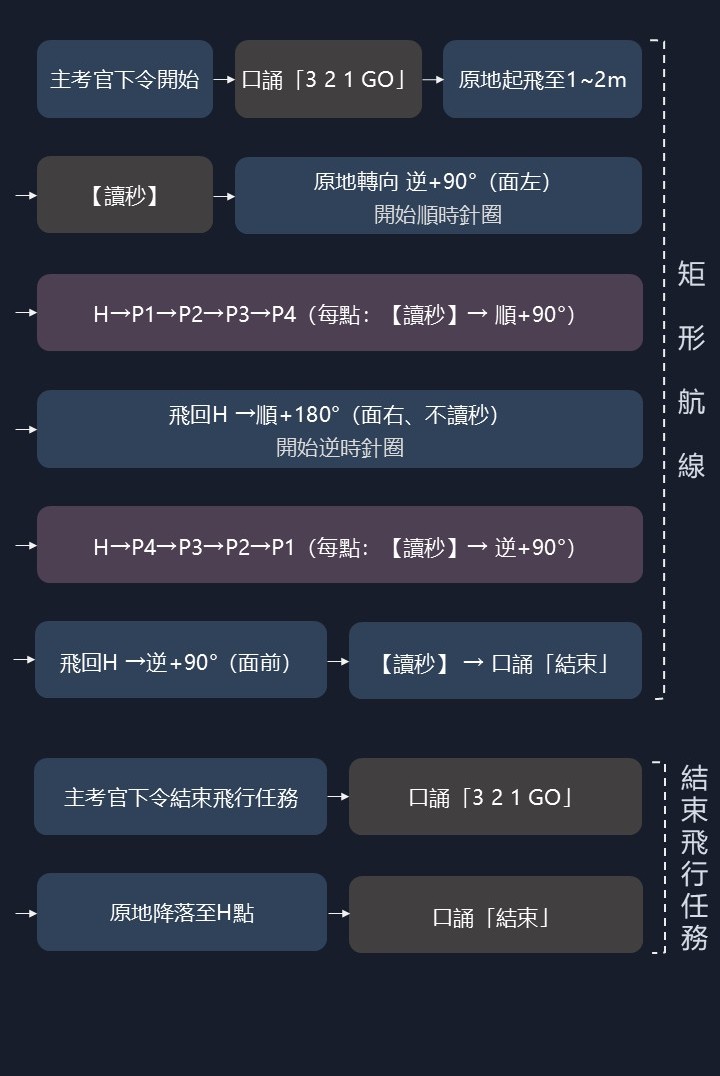 主考官下令開始
口誦「3 2 1 GO」
原地起飛至1~2m
【讀秒】
原地轉向 逆+90°（面左）
開始順時針圈
H→P1→P2→P3→P4（每點：【讀秒】→ 順+90°）
飛回H →順+180°（面右、不讀秒）
開始逆時針圈
H→P4→P3→P2→P1（每點：【讀秒】→ 逆+90°）
飛回H →逆+90°（面前）
【讀秒】 → 口誦「結束」
矩形航線
主考官下令結束飛行任務
口誦「3 2 1 GO」
原地降落至H點
口誦「結束」
結束飛行任務